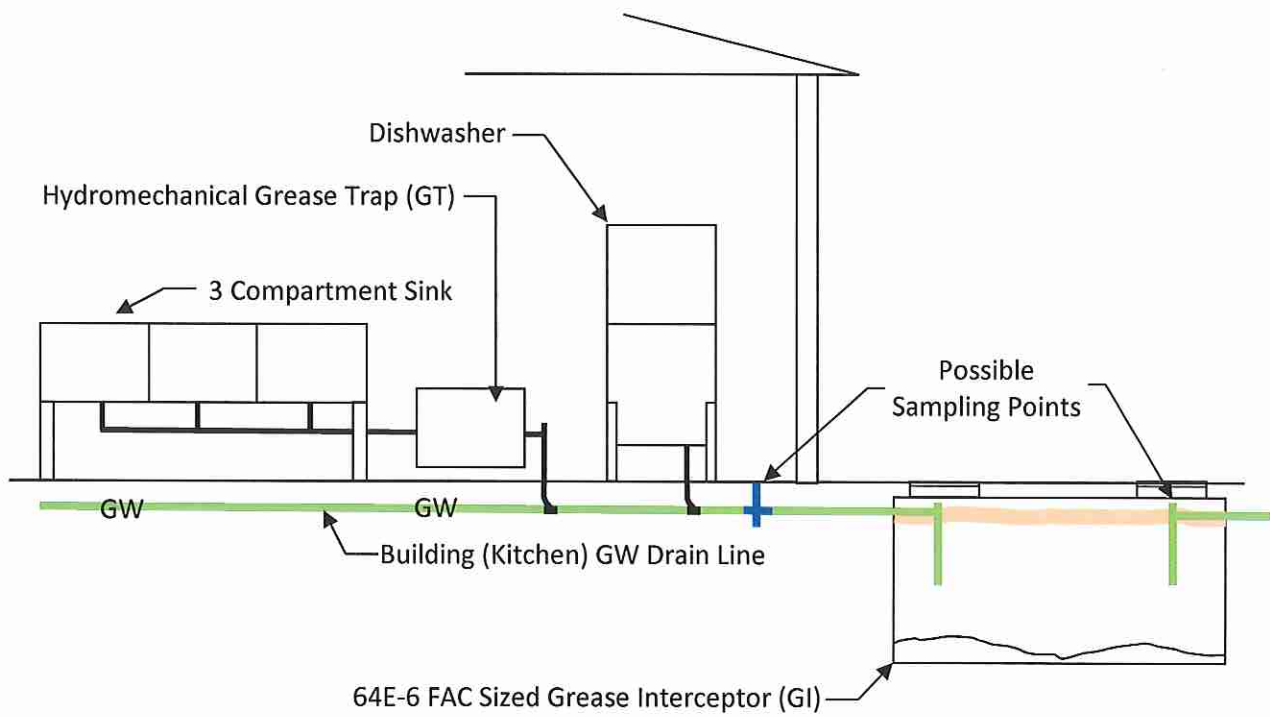 Dishwasher
Hydromechanical Grease Trap (GT)
3 Compartment Sink
Possible
Sampling Points
GW
GW
Building (Kitchen) GW Drain Line
64E-6 FAC Sized Grease Interceptor (GI)